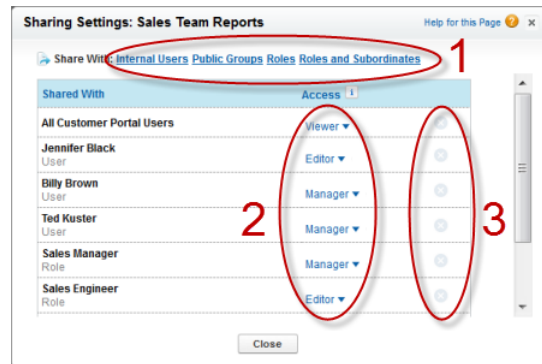 Sharing Settings: Sales Team Reports Help for this Page ? x
1
Share With: Internal Users Public Groups Roles Roles and Subordinates
Shared With Access i
All Customer Portal Users Viewer
Jennifer Black
User Editor
Billy Brown
User Manager
Ted Kuster
User Manager
2 3
Sales Manager
Role Manager
Sales Engineer
Role Editor
Close